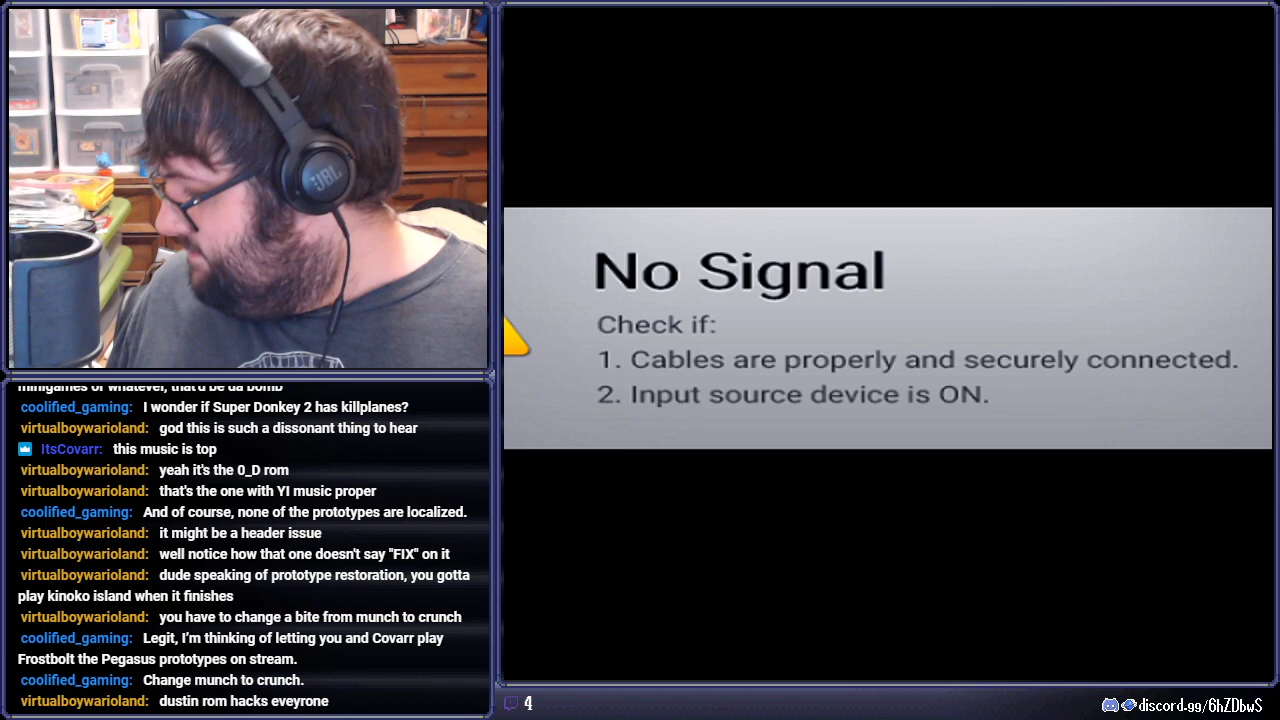 JBL
No Signal
Check if:
1. Cables are properly and securely connected.
2. Input source device is ON.
minigames or whatever, that'd be da bomb
coolified_gaming: I wonder if Super Donkey 2 has killplanes?
virtualboywarioland: god this is such a dissonant thing to hear
ItsCovarr: this music is top
virtualboywarioland: yeah it's the 0_D rom
virtualboywarioland: that's the one with YI music proper
coolified_gaming: And of course, none of the prototypes are localized.
virtualboywarioland: it might be a header issue
virtualboywarioland: well notice how that one doesn't say "FIX" on it
virtualboywarioland: dude speaking of prototype restoration, you gotta
play kinoko island when it finishes
virtualboywarioland: you have to change a bite from munch to crunch
coolified_gaming: Legit, I'm thinking of letting you and Covarr play
Frostbolt the Pegasus prototypes on stream.
coolified_gaming: Change munch to crunch.
virtualboywarioland: dustin rom hacks eveyrone
4
discord.gg/6hZDbwS